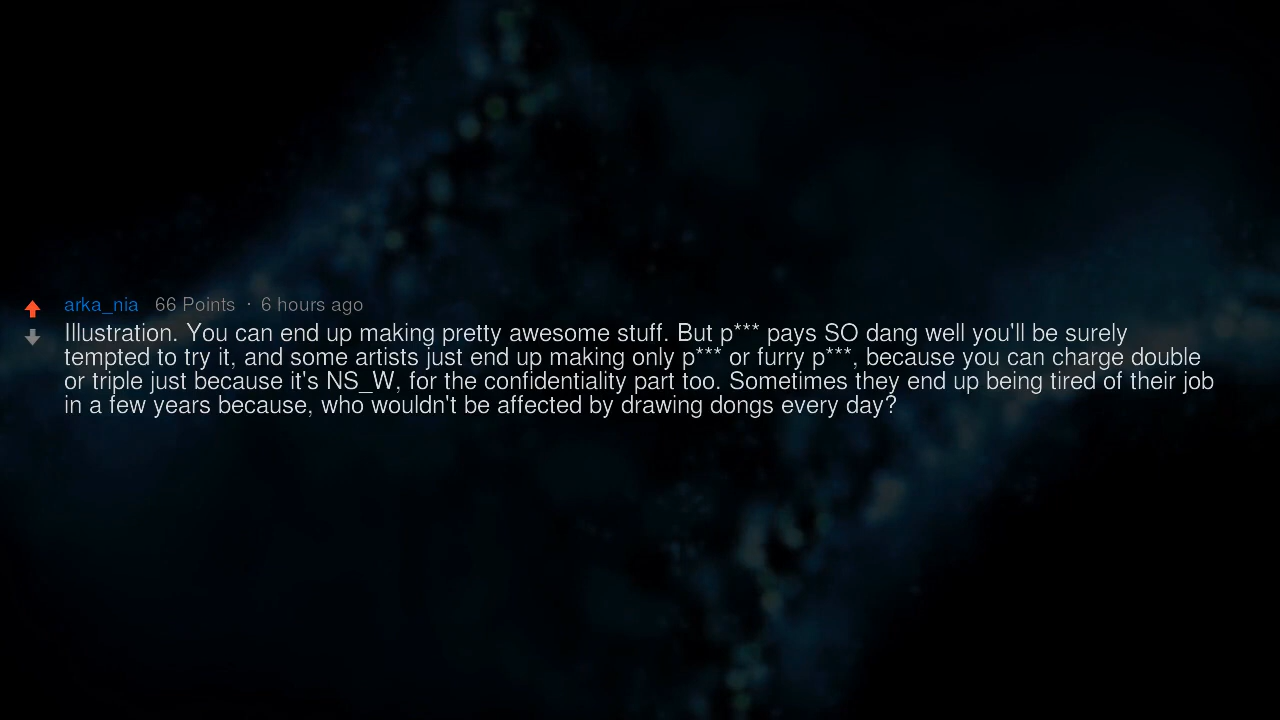 arka_nia 66 Points · 6 hours ago
Illustration. You can end up making pretty awesome stuff. But p*** pays SO dang well you'll be surely
tempted to try it, and some artists just end up making only p*** or furry p***, because you can charge double
or triple just because it's NS_W, for the confidentiality part too. Sometimes they end up being tired of their job
in a few years because, who wouldn't be affected by drawing dongs every day?